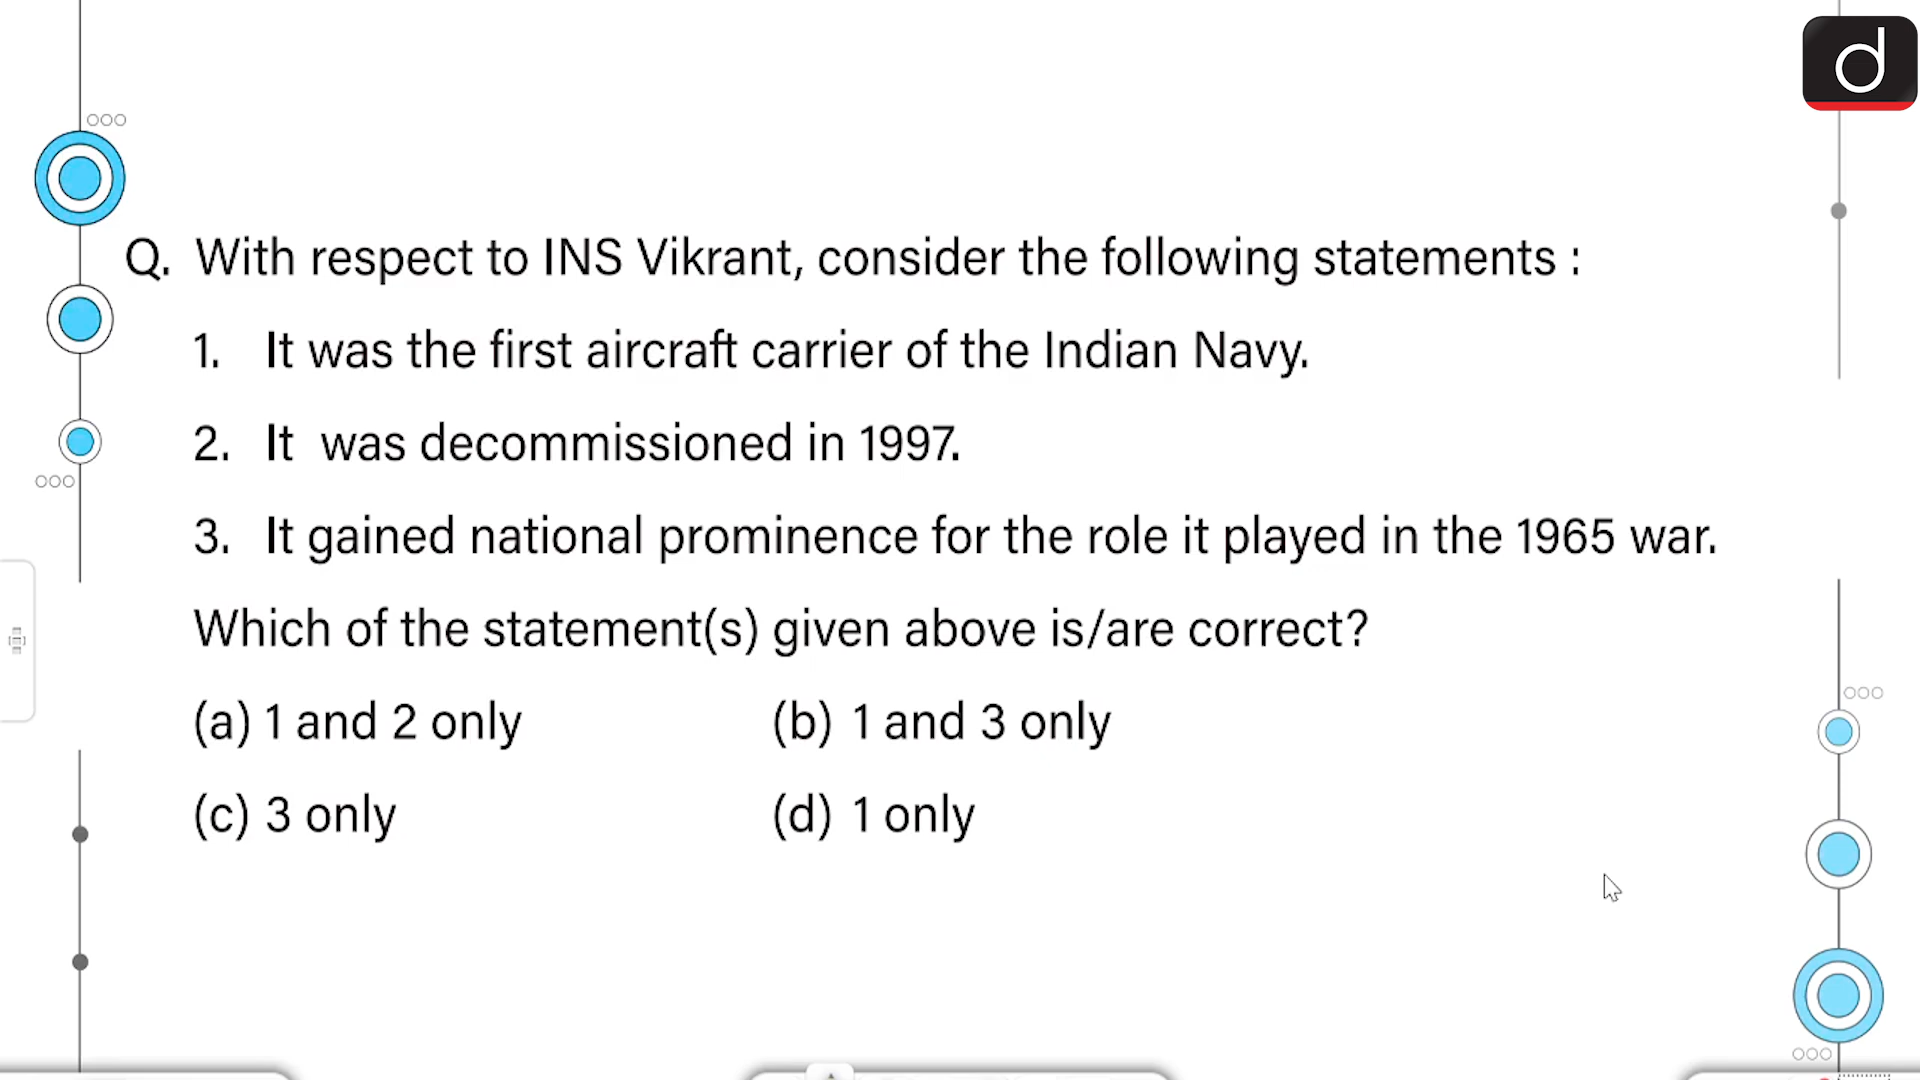 d
Q. With respect to INS Vikrant, consider the following statements :
1. It was the first aircraft carrier of the Indian Navy.
2. It was decommissioned in 1997.
3. It gained national prominence for the role it played in the 1965 war.
Which of the statement(s) given above is/are correct?
(a) 1 and 2 only (b) 1 and 3 only
(c) 3 only (d) 1 only